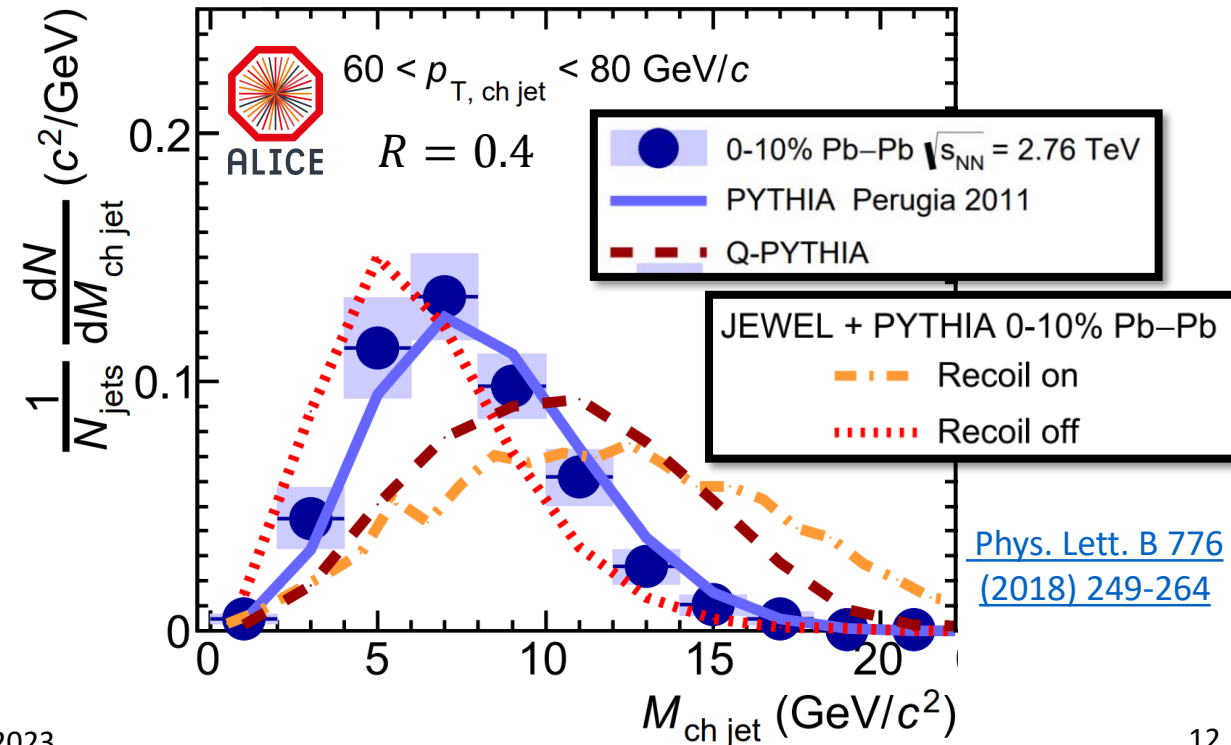 60 < p_T, ch jet < 80 GeV/c
ALICE
R = 0.4
0-10% Pb–Pb √s_NN = 2.76 TeV
PYTHIA Perugia 2011
Q-PYTHIA
JEWEL + PYTHIA 0-10% Pb–Pb
Recoil on
Recoil off
Phys. Lett. B 776
(2018) 249-264
1/N_jets dN/dM_ch jet (c²/GeV)
0.2
0.1
0
0 5 10 15 20
M_ch jet (GeV/c²)
2023
12